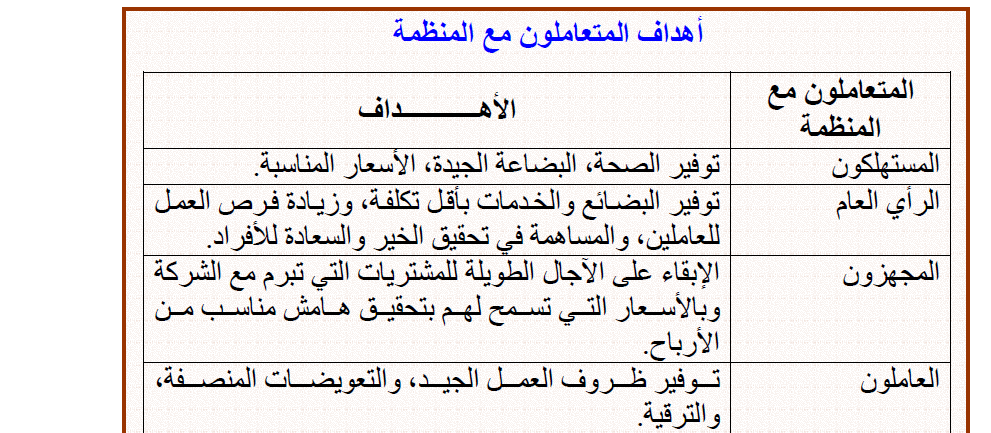 أهداف المتعاملون مع المنظمة
المتعاملون مع
المنظمة
الأهـــــــــــداف
المستهلكون
توفير الصحة، البضاعة الجيدة، الأسعار المناسبة.
الرأي العام
توفير البضائع والخدمات بأقل تكلفة، وزيادة فرص العمل
للعاملين، والمساهمة في تحقيق الخير والسعادة للأفراد.
المجهزون
الإبقاء على الآجال الطويلة للمشتريات التي تبرم مع الشركة
وبالأسعار التي تسمح لهم بتحقيق هامش مناسب من
الأرباح.
العاملون
توفير ظروف العمل الجيد، والتعويضات المنصفة،
والترقية.